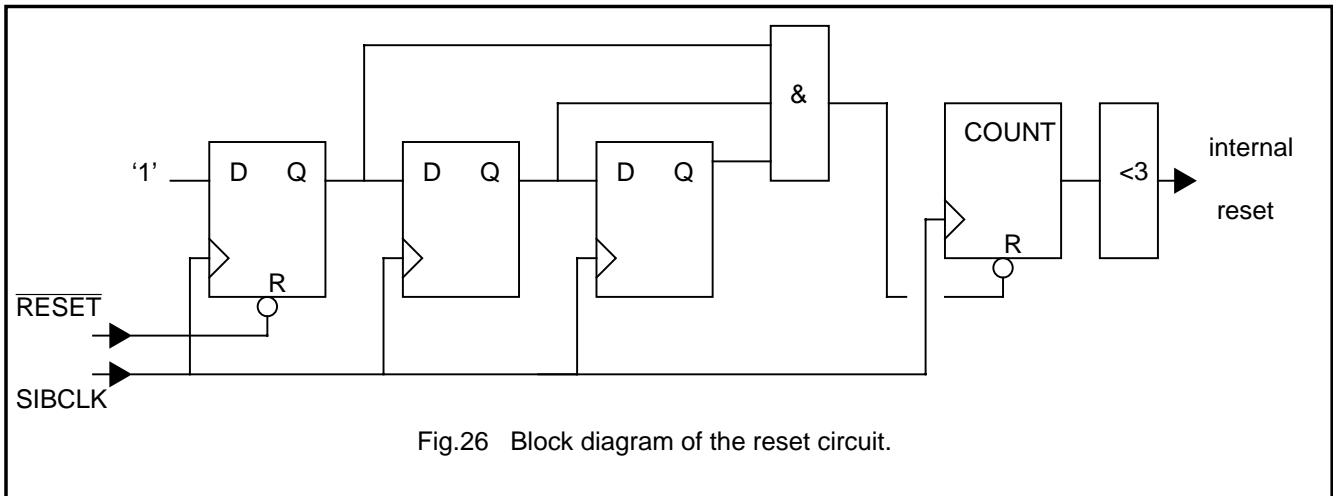 &
COUNT
internal
‘1’
D Q
D Q
D Q
<3
reset
R
R
RESET
SIBCLK
Fig.26 Block diagram of the reset circuit.